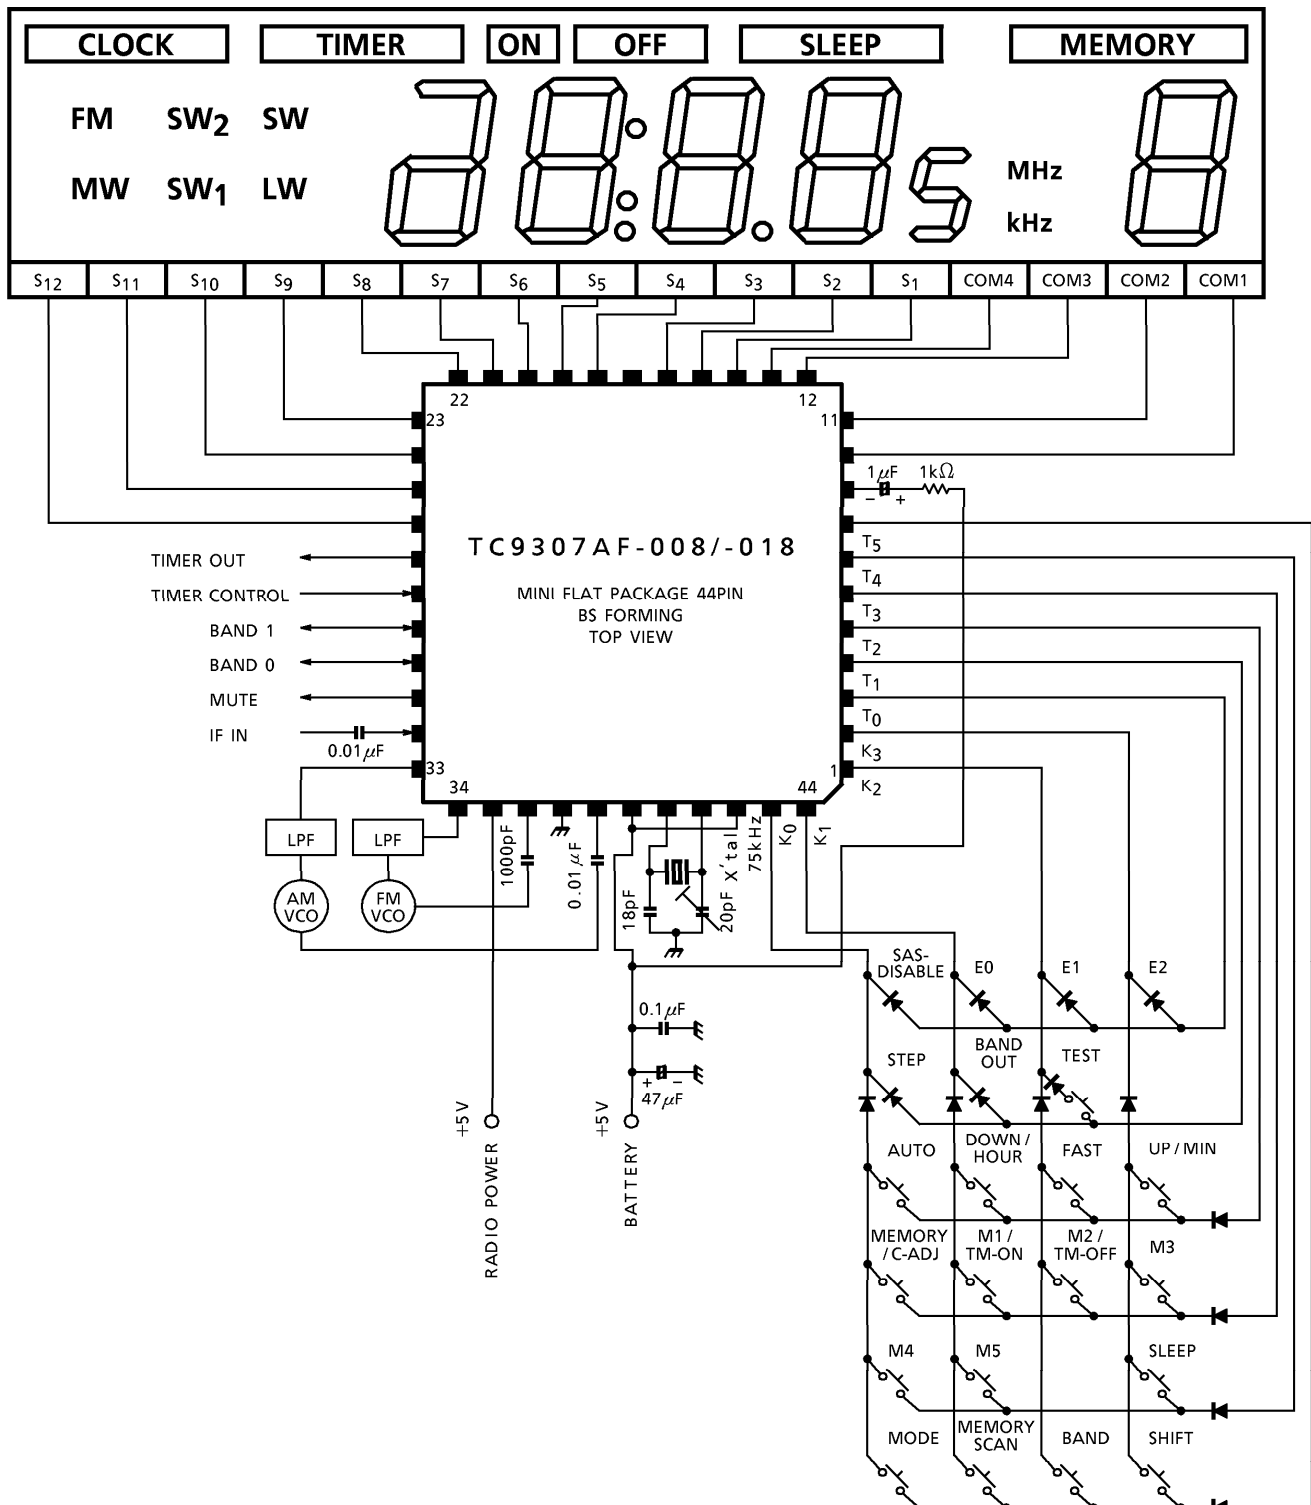 CLOCK TIMER ON OFF SLEEP MEMORY
FM SW2 SW
MW SW1 LW
28:8.8 5 8
MHz
kHz
S12 S11 S10 S9 S8 S7 S6 S5 S4 S3 S2 S1 COM4 COM3 COM2 COM1
22 12
23 11
1μF 1kΩ
− +
TC9307AF-008/-018
MINI FLAT PACKAGE 44PIN
BS FORMING
TOP VIEW
TIMER OUT
TIMER CONTROL
BAND 1
BAND 0
MUTE
IF IN
0.01μF
T5
T4
T3
T2
T1
T0
K3
K2
33 1
34 44
LPF LPF
AM
VCO
FM
VCO
1000pF
0.01μF
18pF
20pF
X'tal
75kHz
K0
K1
0.1μF
+ −
47μF
+5V
RADIO POWER
+5V
BATTERY
SAS-
DISABLE
E0 E1 E2
STEP
BAND
OUT
TEST
AUTO
DOWN/
HOUR
FAST
UP/MIN
MEMORY
/C-ADJ
M1/
TM-ON
M2/
TM-OFF
M3
M4 M5 SLEEP
MODE
MEMORY
SCAN
BAND SHIFT